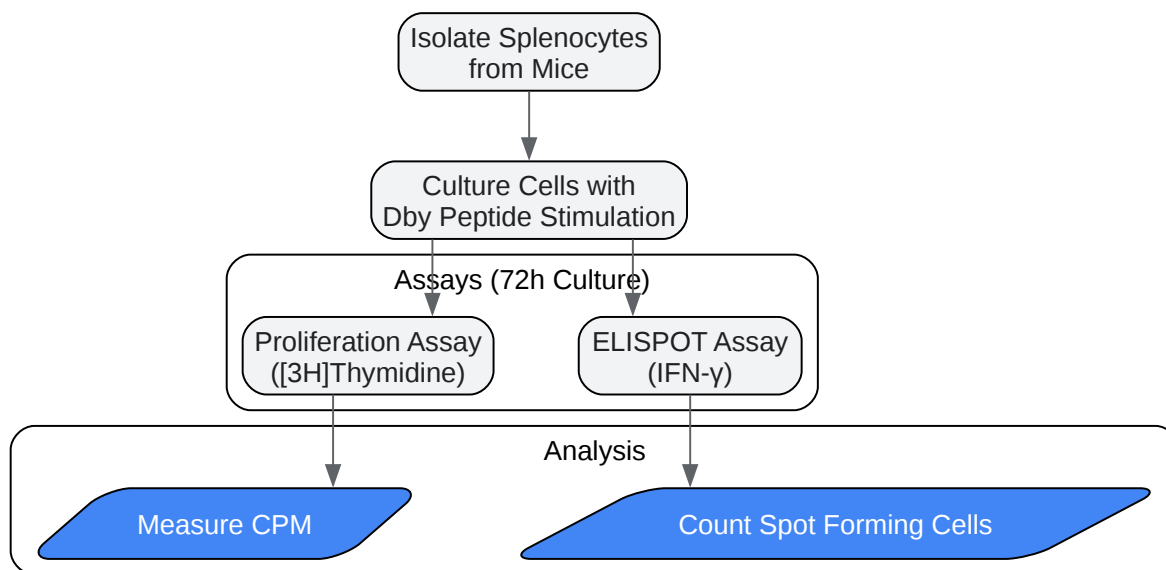 Isolate Splenocytes
from Mice
Culture Cells with
Dby Peptide Stimulation
Assays (72h Culture)
Proliferation Assay
([3H]Thymidine)
ELISPOT Assay
(IFN-γ)
Analysis
Measure CPM
Count Spot Forming Cells